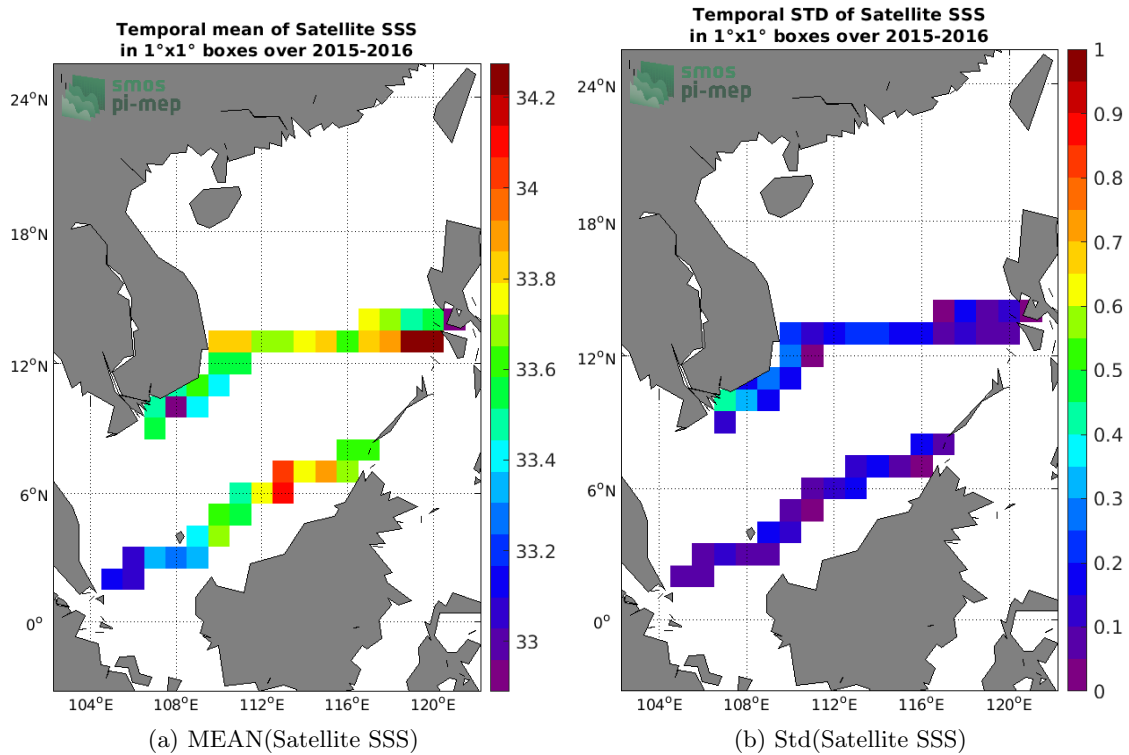 Temporal mean of Satellite SSS
in 1°x1° boxes over 2015-2016
smos
pi-mep
24°N
18°N
12°N
6°N
0°
104°E
108°E
112°E
116°E
120°E
34.2
34
33.8
33.6
33.4
33.2
33
(a) MEAN(Satellite SSS)
Temporal STD of Satellite SSS
in 1°x1° boxes over 2015-2016
smos
pi-mep
24°N
18°N
12°N
6°N
0°
104°E
108°E
112°E
116°E
120°E
1
0.9
0.8
0.7
0.6
0.5
0.4
0.3
0.2
0.1
0
(b) Std(Satellite SSS)